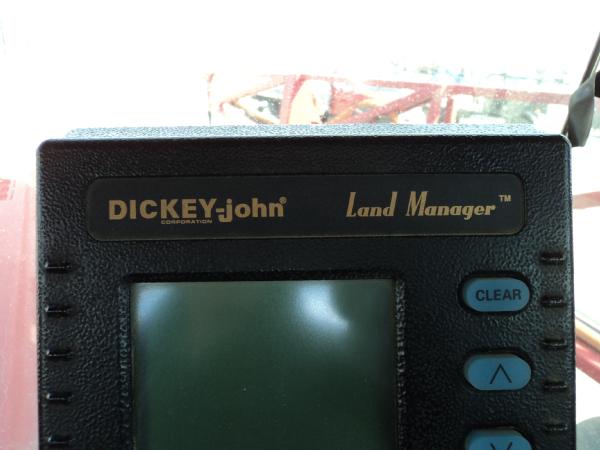 DICKEY-john® Land Manager™
CORPORATION
CLEAR